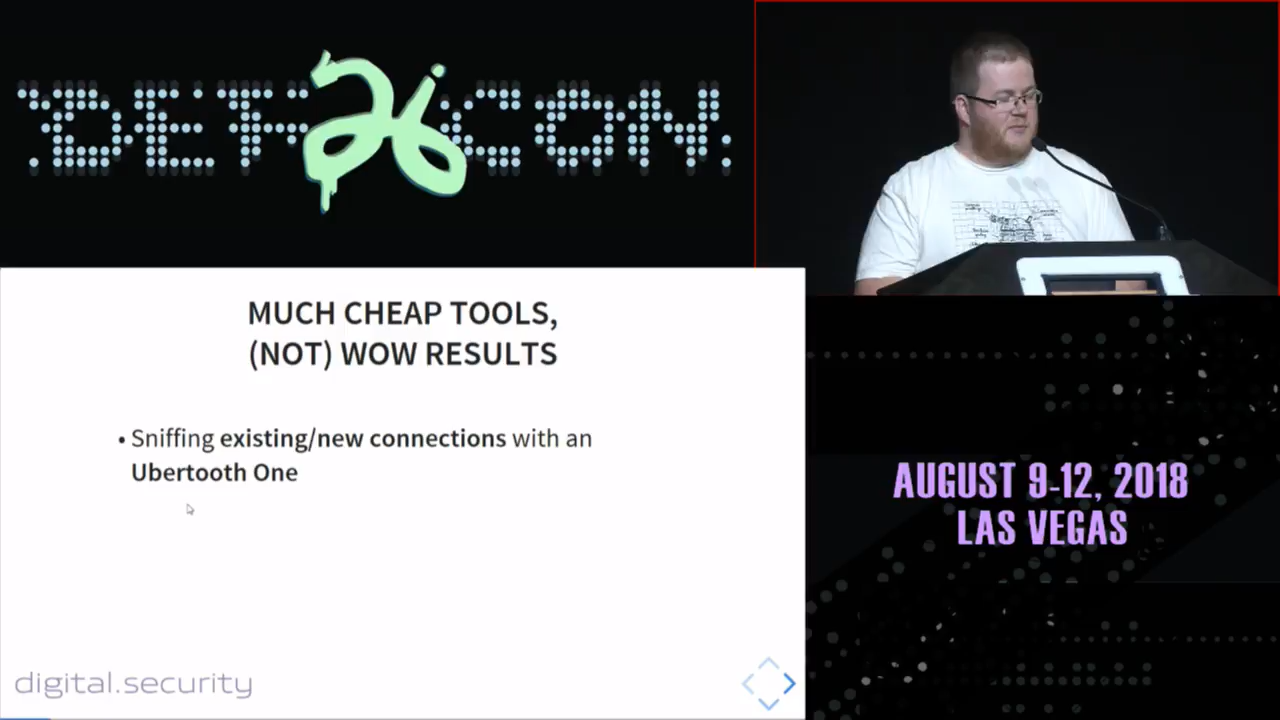 DEF CON
26
MUCH CHEAP TOOLS,
(NOT) WOW RESULTS
• Sniffing existing/new connections with an
Ubertooth One
digital.security
AUGUST 9-12, 2018
LAS VEGAS